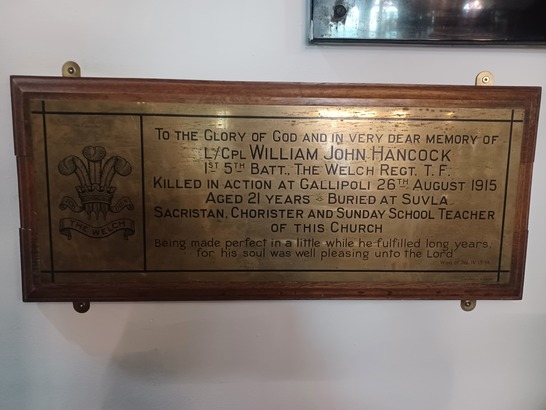 TO THE GLORY OF GOD AND IN VERY DEAR MEMORY OF
L/CPL WILLIAM JOHN HANCOCK
1ST 5TH BATT., THE WELCH REGT. T. F.
KILLED IN ACTION AT GALLIPOLI 26TH AUGUST 1915
AGED 21 YEARS BURIED AT SUVLA
SACRISTAN, CHORISTER AND SUNDAY SCHOOL TEACHER
OF THIS CHURCH
Being made perfect in a little while he fulfilled long years.
for his soul was well pleasing unto the Lord
THE WELCH